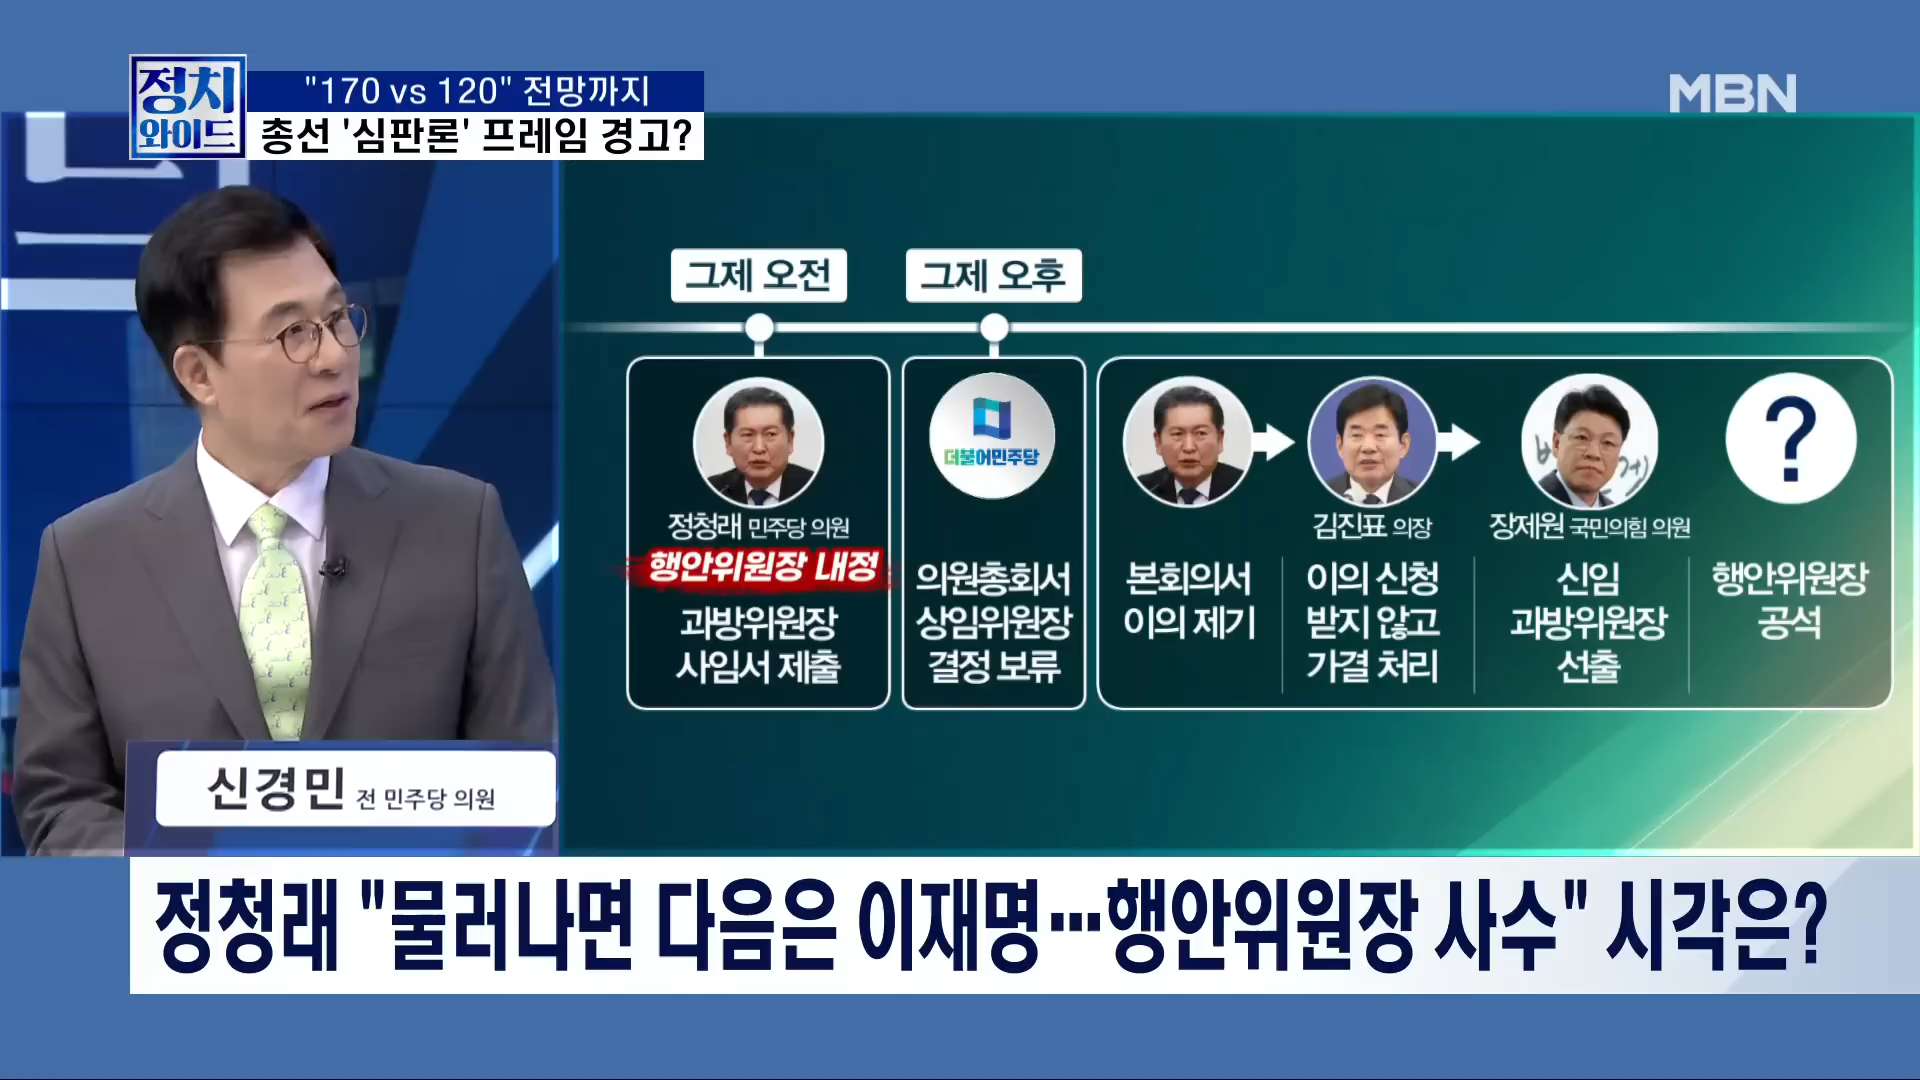 정치
와이드
"170 vs 120" 전망까지
총선 '심판론' 프레임 경고?
MBN
그제 오전
그제 오후
정청래 민주당 의원
행안위원장 내정
과방위원장
사임서 제출
더불어민주당
의원총회서
상임위원장
결정 보류
본회의서
이의 제기
김진표 의장
이의 신청
받지 않고
가결 처리
장제원 국민의힘 의원
신임
과방위원장
선출
?
행안위원장
공석
신경민 전 민주당 의원
정청래 "물러나면 다음은 이재명…행안위원장 사수" 시각은?